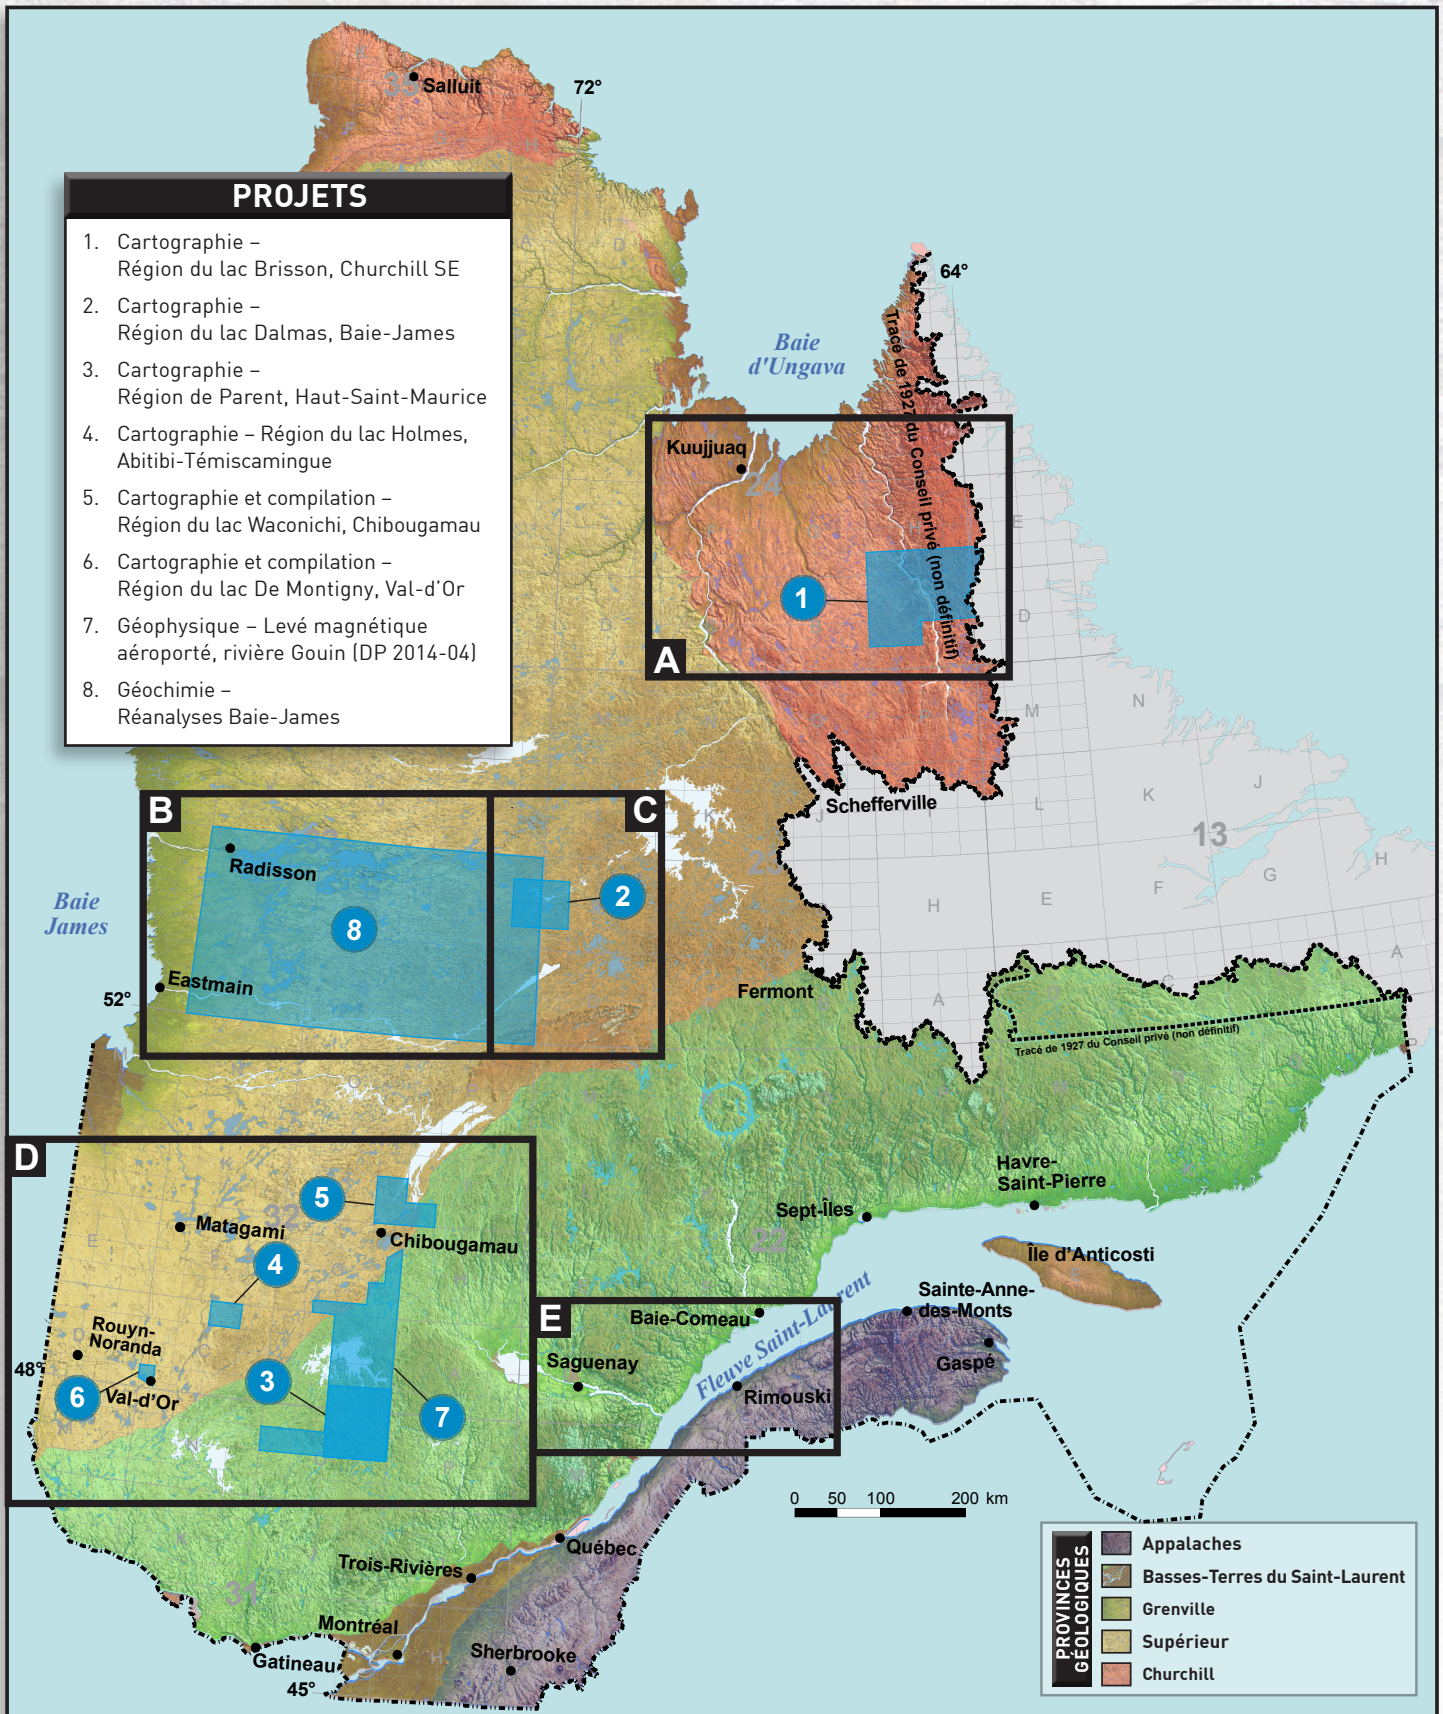 35
Salluit
72°
PROJETS
1. Cartographie –
Région du lac Brisson, Churchill SE
2. Cartographie –
Région du lac Dalmas, Baie-James
3. Cartographie –
Région de Parent, Haut-Saint-Maurice
4. Cartographie – Région du lac Holmes,
Abitibi-Témiscamingue
5. Cartographie et compilation –
Région du lac Waconichi, Chibougamau
6. Cartographie et compilation –
Région du lac De Montigny, Val-d'Or
7. Géophysique – Levé magnétique
aéroporté, rivière Gouin (DP 2014-04)
8. Géochimie –
Réanalyses Baie-James
64°
Baie
d'Ungava
Tracé de 1927 du Conseil privé (non définitif)
Kuujjuaq
24
E
1
D
A
N
M
Schefferville
L
K
J
13
H
G
F
E
H
A
A
C
B
C
Radisson
2
8
Baie
James
Eastmain
52°
Fermont
23
Tracé de 1927 du Conseil privé (non définitif)
D
5
32
Matagami
Chibougamau
4
Havre-
Saint-Pierre
Sept-Îles
22
Île d'Anticosti
Sainte-Anne-
des-Monts
E
Baie-Comeau
Fleuve Saint-Laurent
Rouyn-
Noranda
48°
Saguenay
Gaspé
3
6
Val-d'Or
Rimouski
7
0 50 100 200 km
Québec
Trois-Rivières
31
Montréal
Gatineau
Sherbrooke
45°
PROVINCES
GÉOLOGIQUES
Appalaches
Basses-Terres du Saint-Laurent
Grenville
Supérieur
Churchill